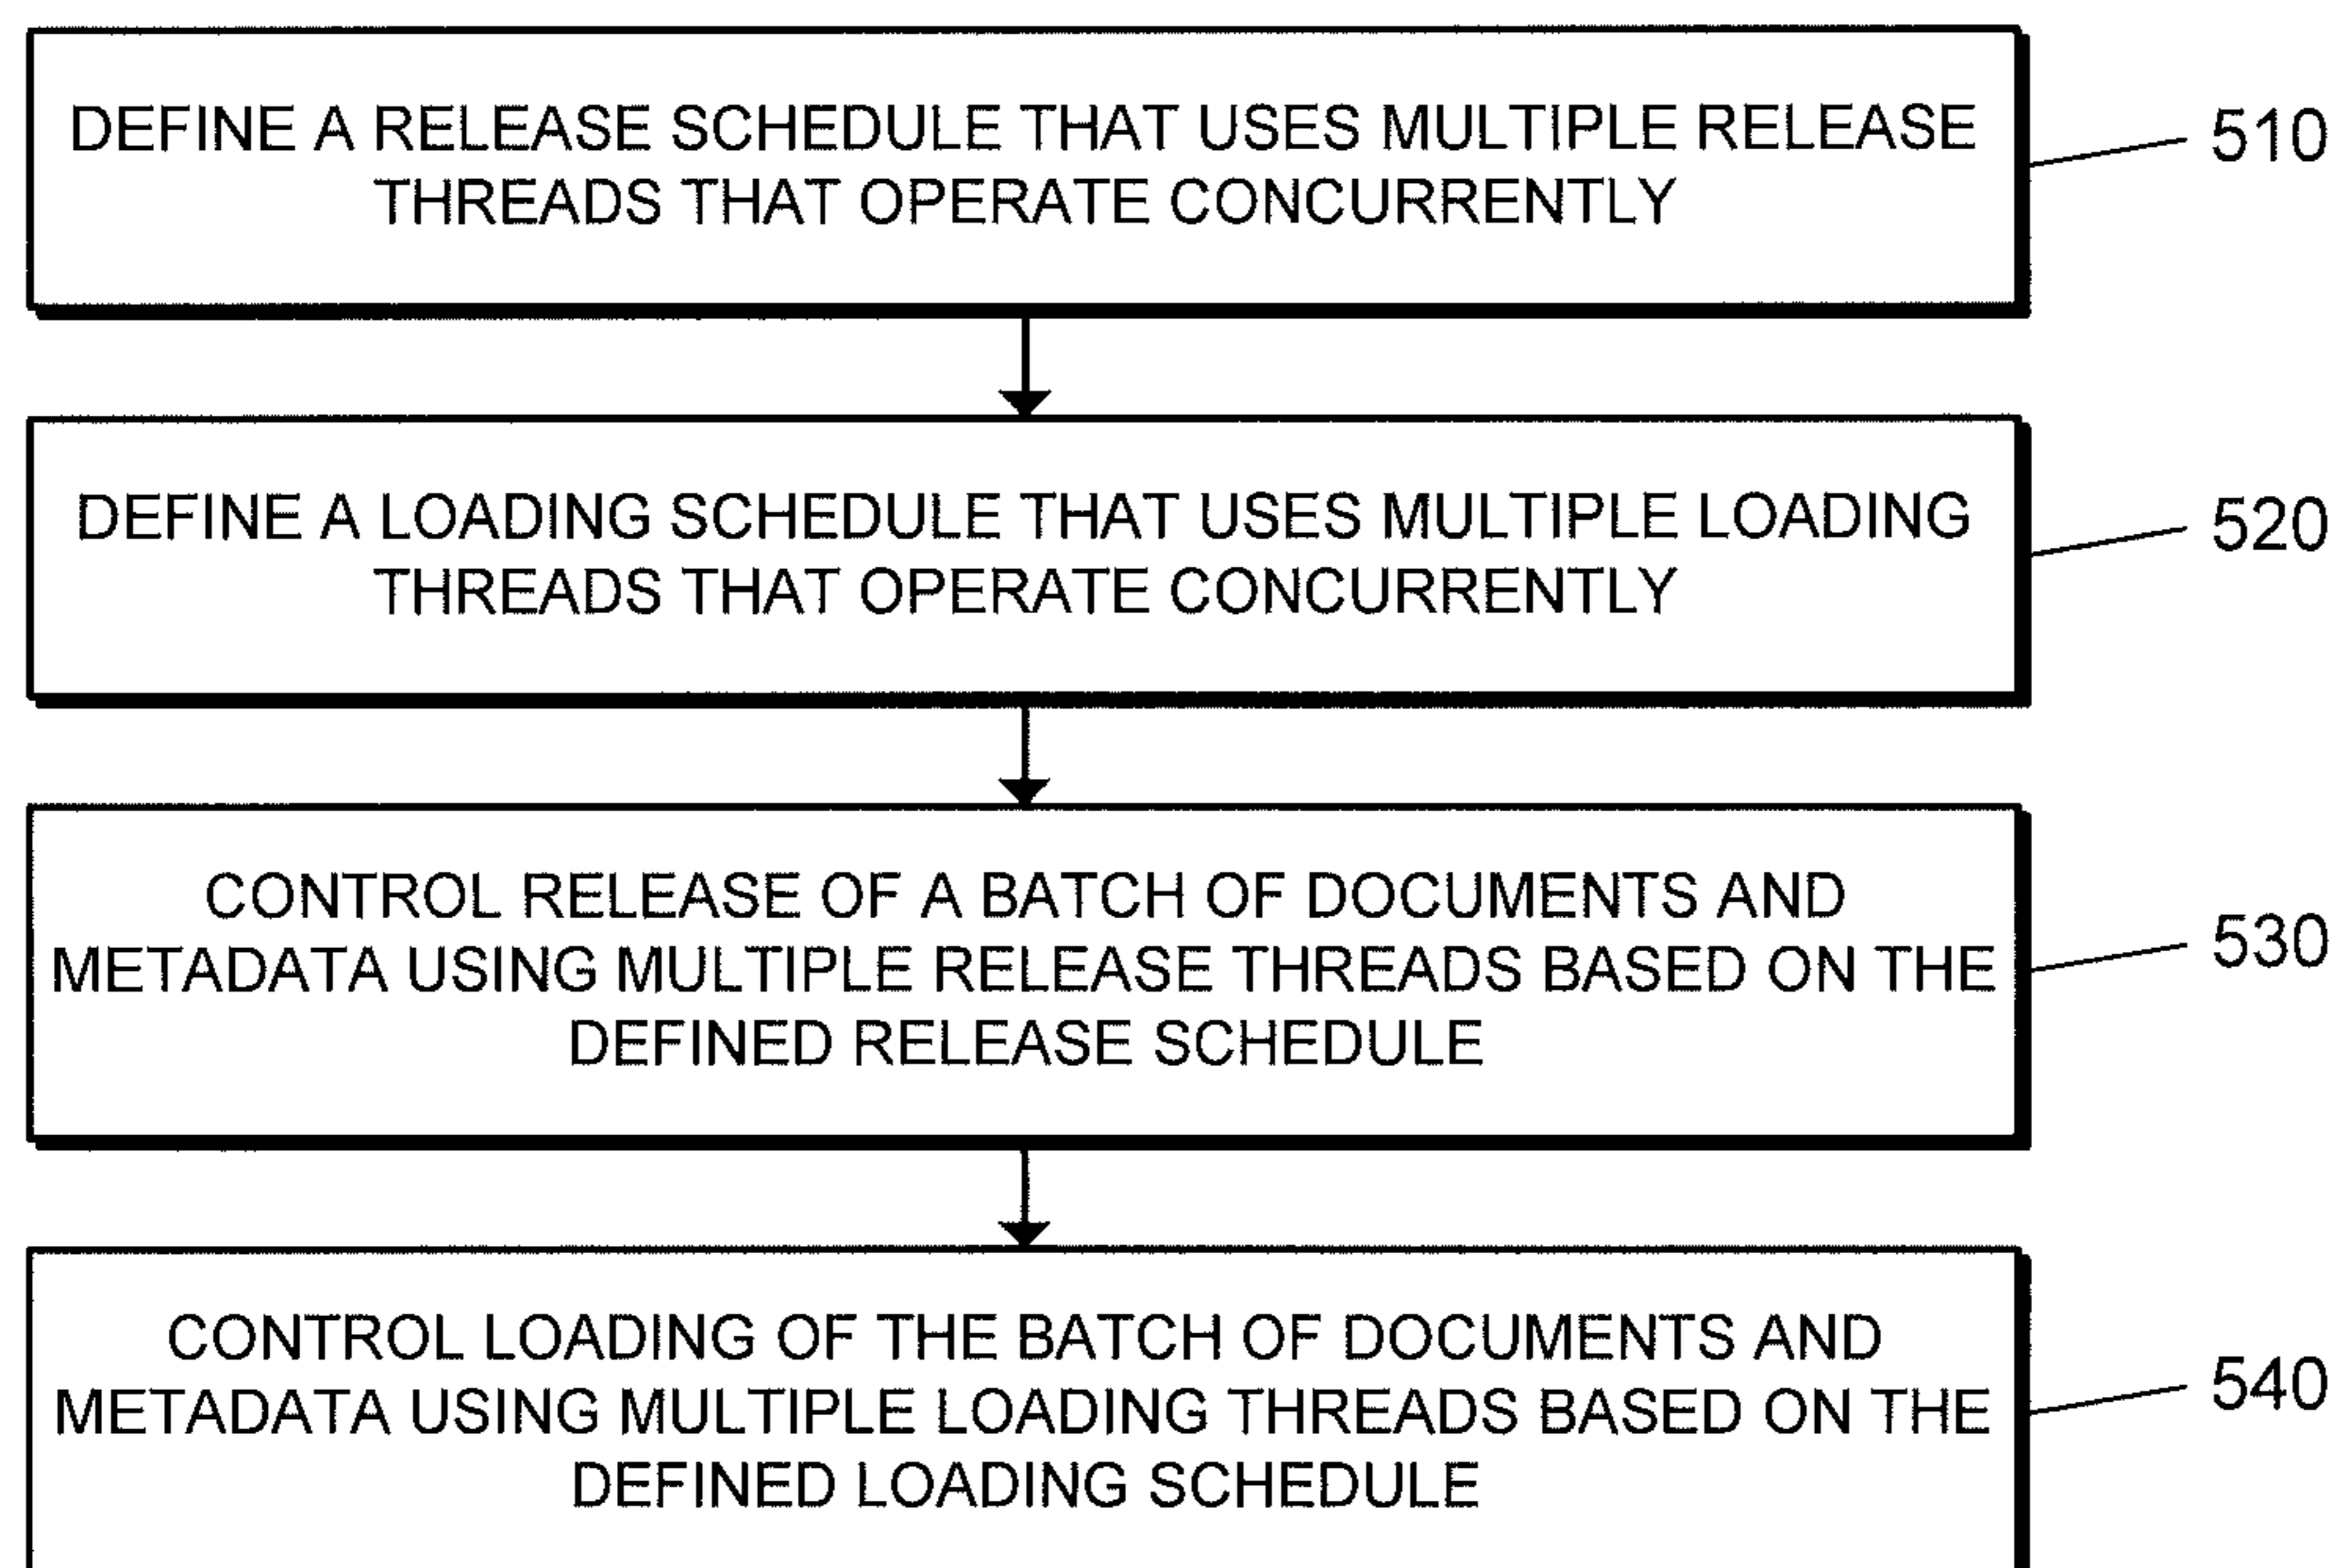 DEFINE A RELEASE SCHEDULE THAT USES MULTIPLE RELEASE
THREADS THAT OPERATE CONCURRENTLY
510
DEFINE A LOADING SCHEDULE THAT USES MULTIPLE LOADING
THREADS THAT OPERATE CONCURRENTLY
520
CONTROL RELEASE OF A BATCH OF DOCUMENTS AND
METADATA USING MULTIPLE RELEASE THREADS BASED ON THE
DEFINED RELEASE SCHEDULE
530
CONTROL LOADING OF THE BATCH OF DOCUMENTS AND
METADATA USING MULTIPLE LOADING THREADS BASED ON THE
DEFINED LOADING SCHEDULE
540